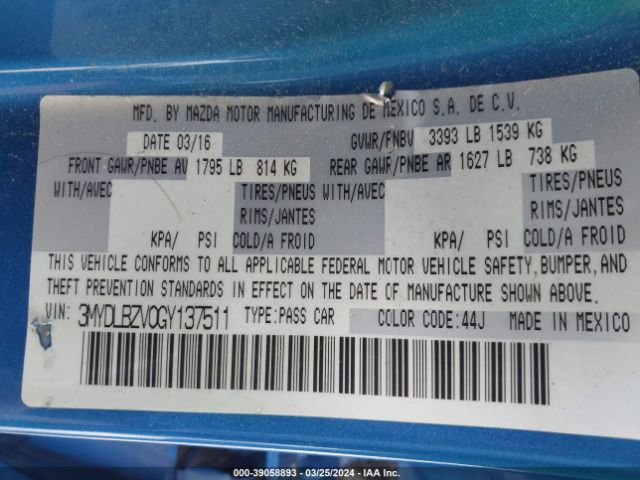 MFD. BY MAZDA MOTOR MANUFACTURING DE MEXICO S.A. DE C.V.
DATE 03/16 GVWR/PNBV 3393 LB 1539 KG
FRONT GAWR/PNBE AV 1795 LB 814 KG REAR GAWR/PNBE AR 1627 LB 738 KG
WITH/AVEC TIRES/PNEUS WITH/AVEC TIRES/PNEUS
RIMS/JANTES RIMS/JANTES
KPA/ PSI COLD/A FROID KPA/ PSI COLD/A FROID
THIS VEHICLE CONFORMS TO ALL APPLICABLE FEDERAL MOTOR VEHICLE SAFETY, BUMPER, AND
THEFT PREVENTION STANDARDS IN EFFECT ON THE DATE OF MANUFACTURE SHOWN ABOVE.
VIN: 3MYDLBZV0GY137511 TYPE:PASS CAR COLOR CODE:44J MADE IN MEXICO
000-39058893 - 03/25/2024 - IAA Inc.